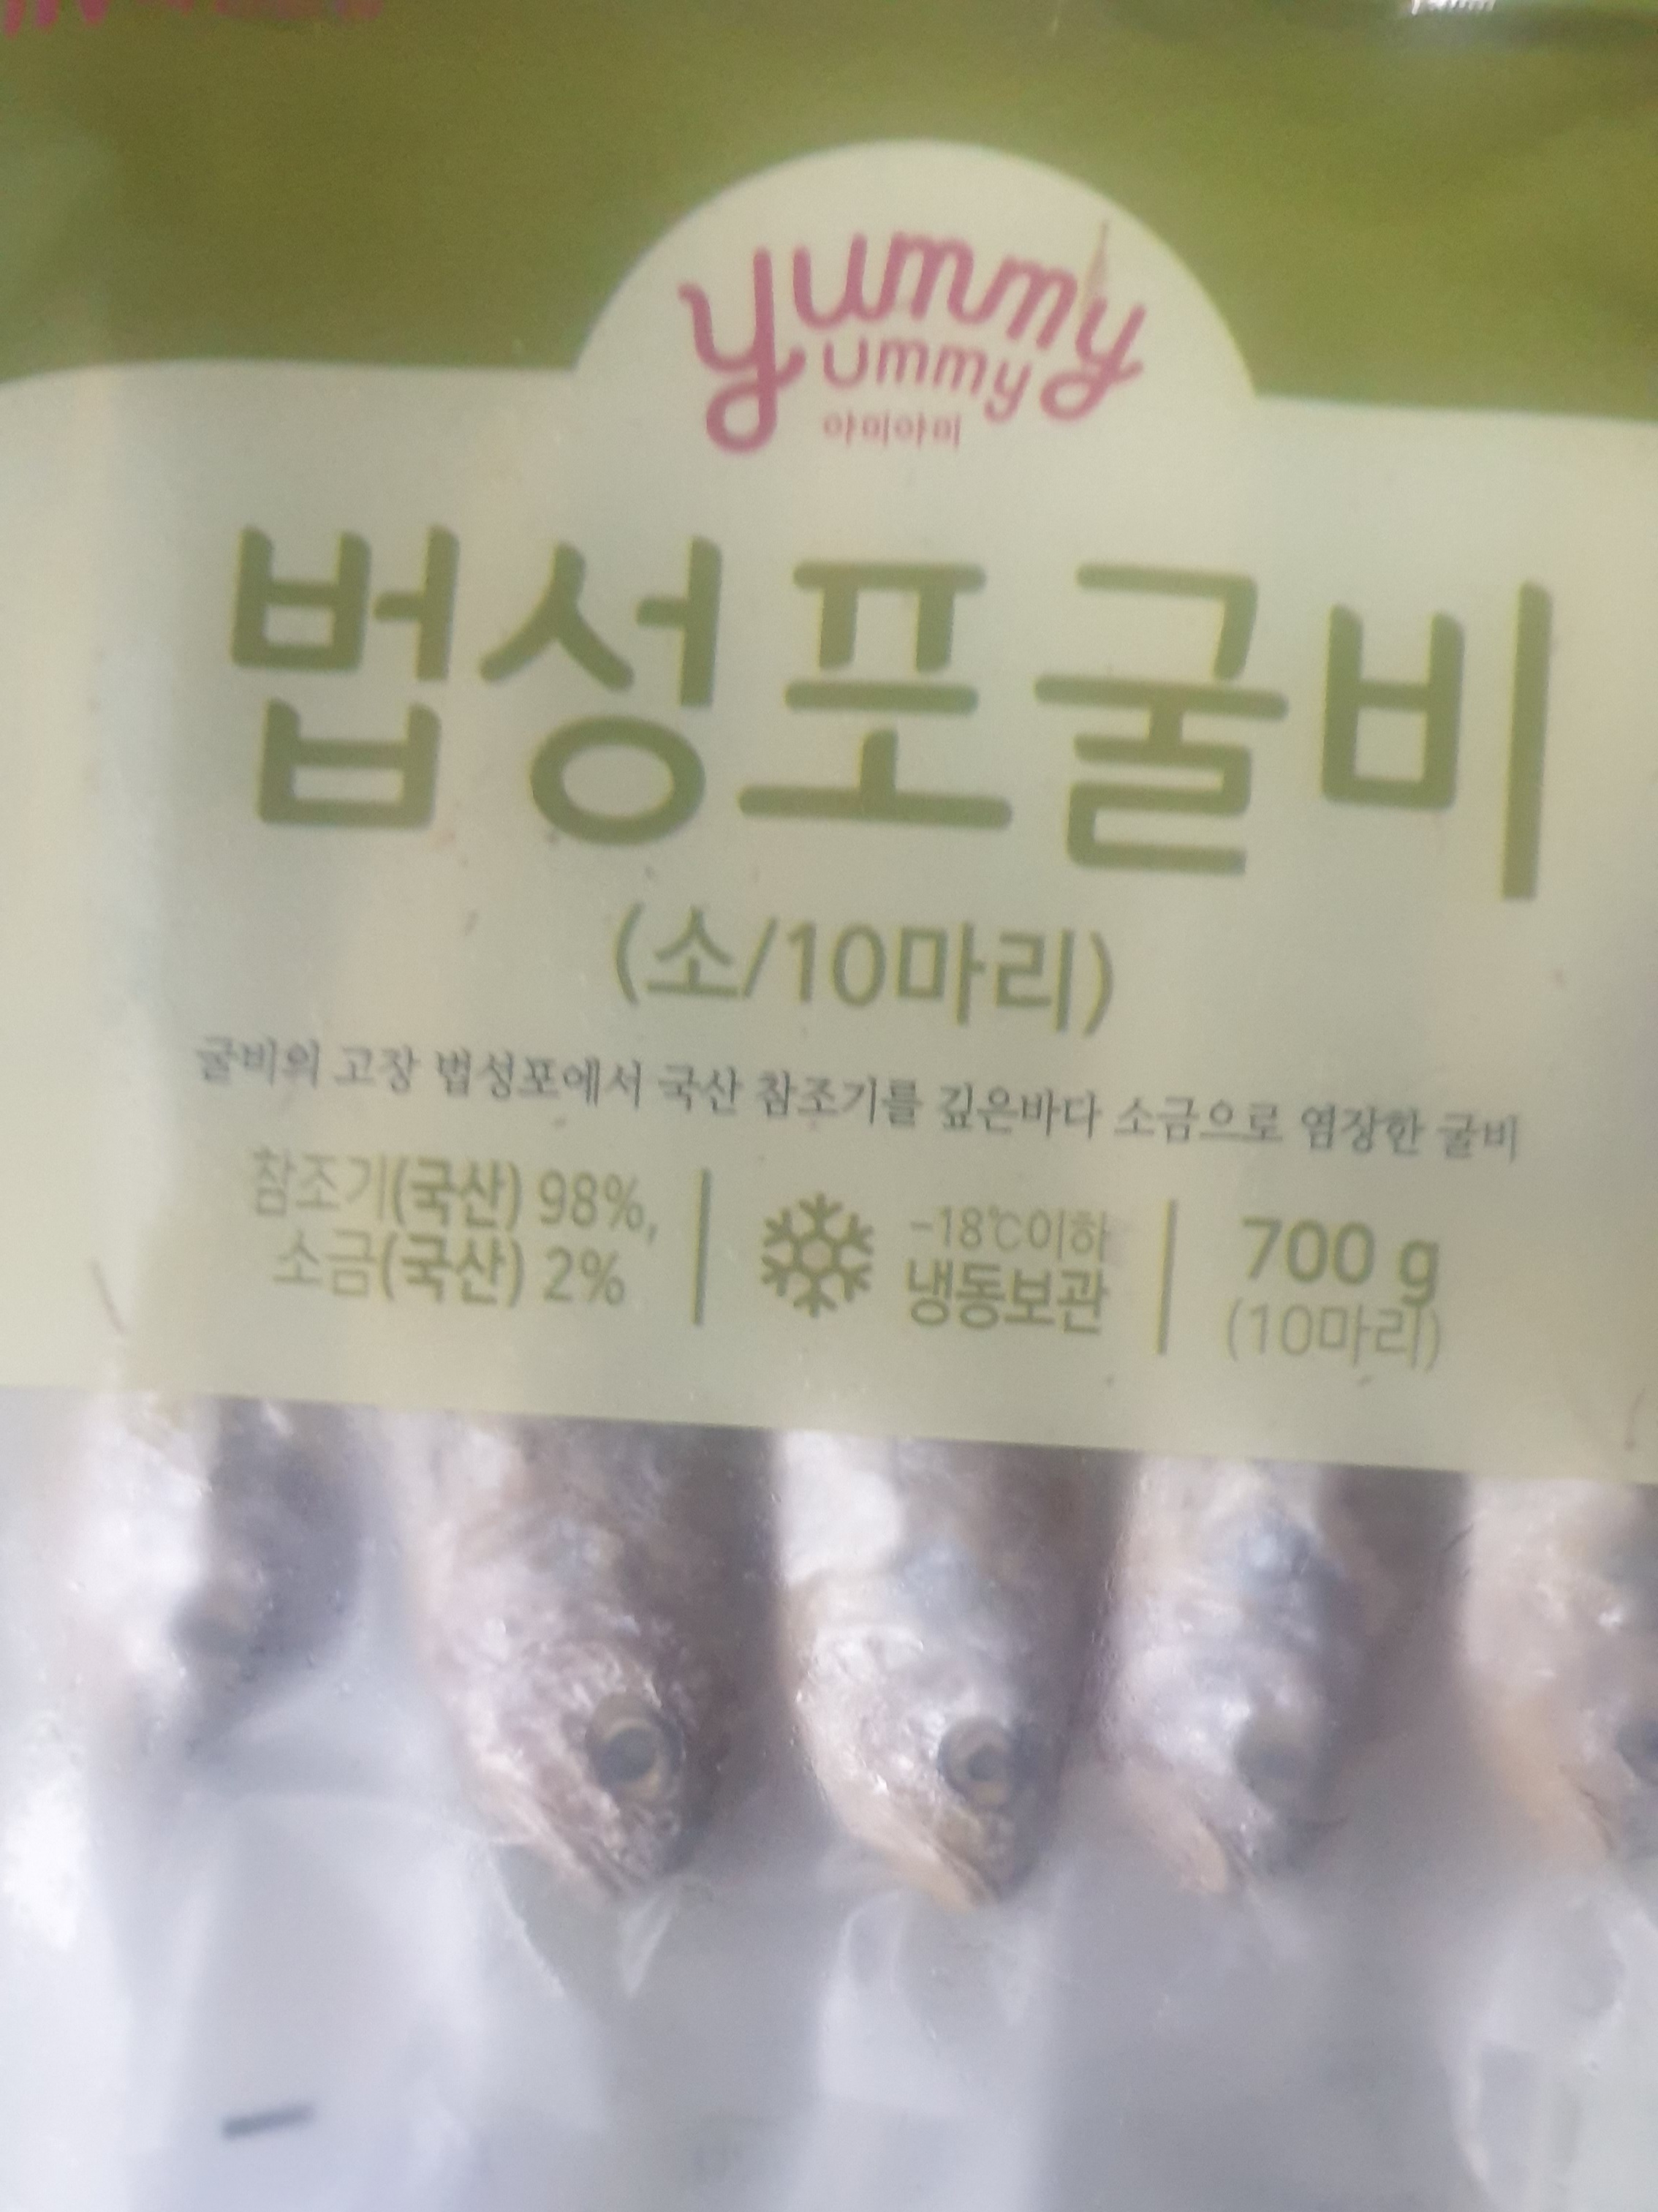 yummy
ummy
야미야미
법성포굴비
(소/10마리)
굴비의 고장 법성포에서 국산 참조기를 깊은바다 소금으로 염장한 굴비
참조기(국산) 98%,
소금(국산) 2%
-18℃이하
냉동보관
700 g
(10마리)